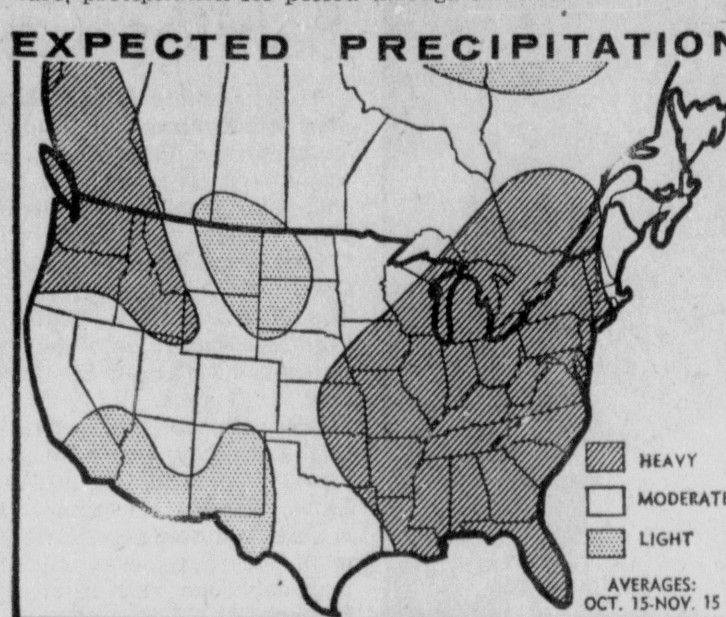 EXPECTED PRECIPITATION
HEAVY
MODERATE
LIGHT
AVERAGES:
OCT. 15-NOV. 15